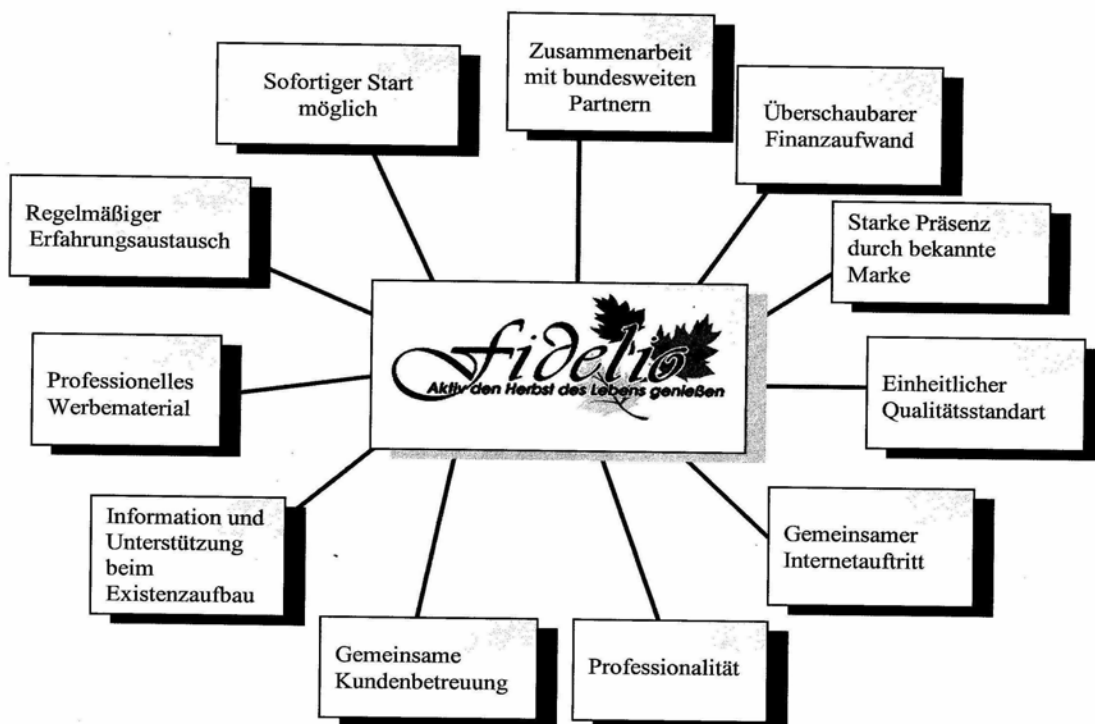 Zusammenarbeit
mit bundesweiten
Partnern
Sofortiger Start
möglich
Überschaubarer
Finanzaufwand
Regelmäßiger
Erfahrungsaustausch
Starke Präsenz
durch bekannte
Marke
fidelio
Aktiv den Herbst des Lebens genießen
Professionelles
Werbematerial
Einheitlicher
Qualitätsstandart
Information und
Unterstützung
beim
Existenzaufbau
Gemeinsamer
Internetauftritt
Gemeinsame
Kundenbetreuung
Professionalität